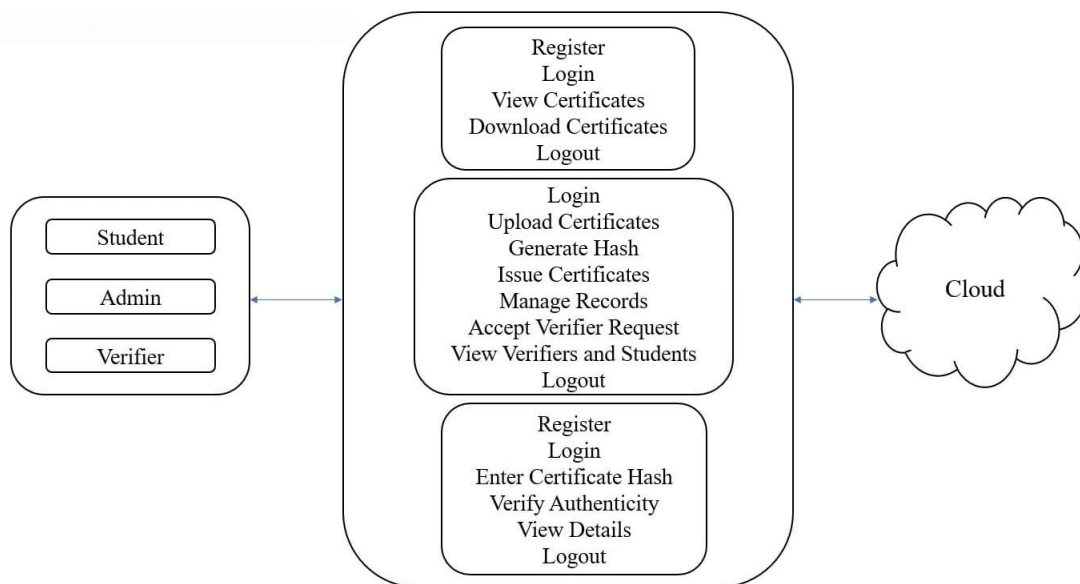 Student
Admin
Verifier
Register
Login
View Certificates
Download Certificates
Logout
Login
Upload Certificates
Generate Hash
Issue Certificates
Manage Records
Accept Verifier Request
View Verifiers and Students
Logout
Register
Login
Enter Certificate Hash
Verify Authenticity
View Details
Logout
Cloud